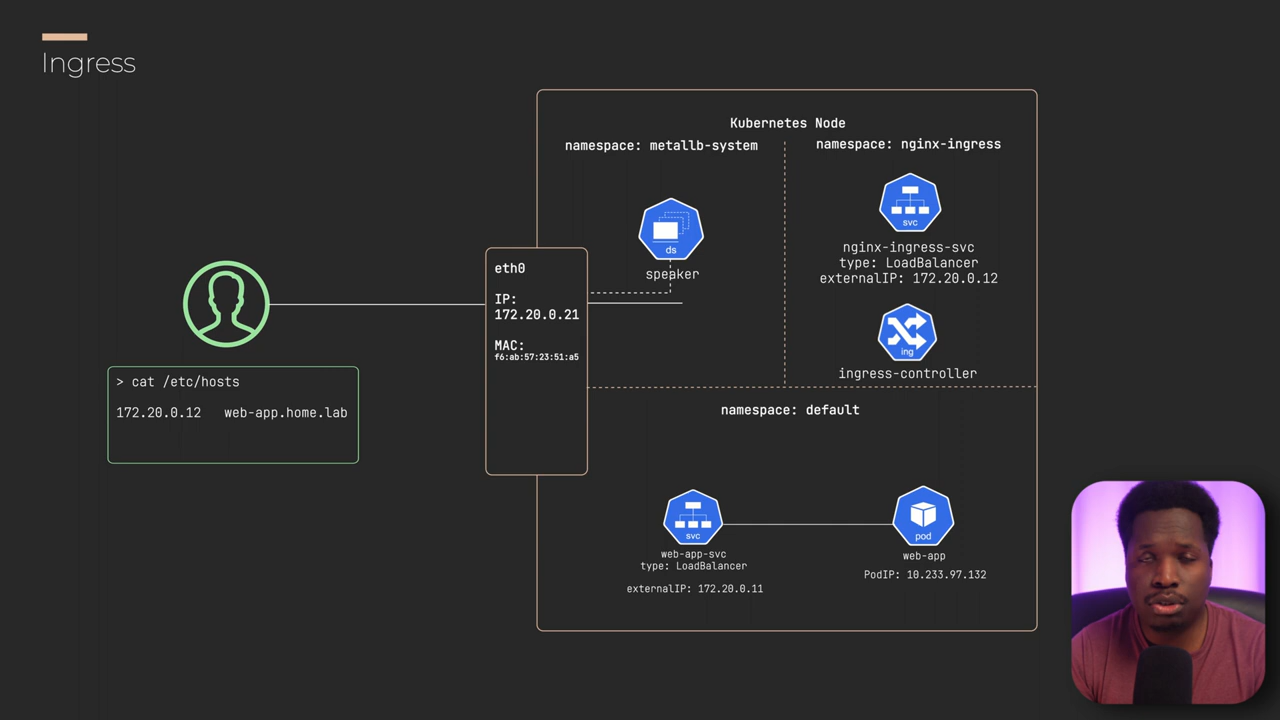 Ingress
Kubernetes Node
namespace: metallb-system
namespace: nginx-ingress
ds
speaker
svc
nginx-ingress-svc
type: LoadBalancer
externalIP: 172.20.0.12
ing
ingress-controller
eth0
IP:
172.20.0.21
MAC:
f6:ab:57:23:51:a5
> cat /etc/hosts
172.20.0.12 web-app.home.lab
namespace: default
svc
web-app-svc
type: LoadBalancer
externalIP: 172.20.0.11
pod
web-app
PodIP: 10.233.97.132